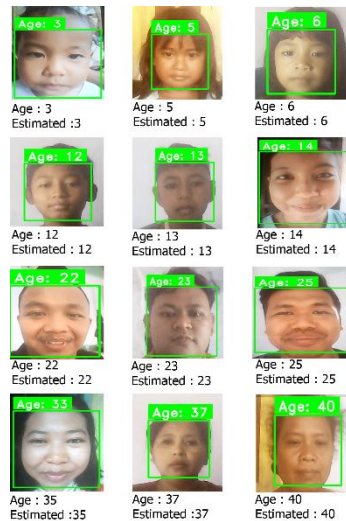 Age: 3
Age: 5
Age: 6
Age : 3
Estimated :3
Age : 5
Estimated : 5
Age : 6
Estimated : 6
Age: 12
Age: 13
Age: 14
Age : 12
Estimated : 12
Age : 13
Estimated : 13
Age : 14
Estimated : 14
Age: 22
Age: 23
Age: 25
Age : 22
Estimated : 22
Age : 23
Estimated : 23
Age : 25
Estimated : 25
Age: 33
Age: 37
Age: 40
Age : 35
Estimated :35
Age : 37
Estimated :37
Age : 40
Estimated : 40